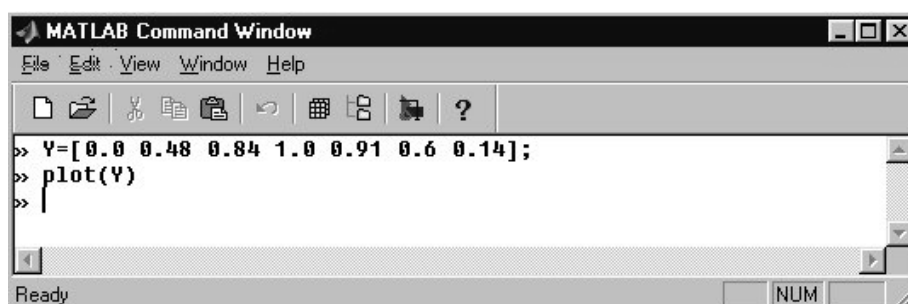 MATLAB Command Window
File Edit View Window Help
?
» Y=[0.0 0.48 0.84 1.0 0.91 0.6 0.14];
» plot(Y)
»
Ready NUM